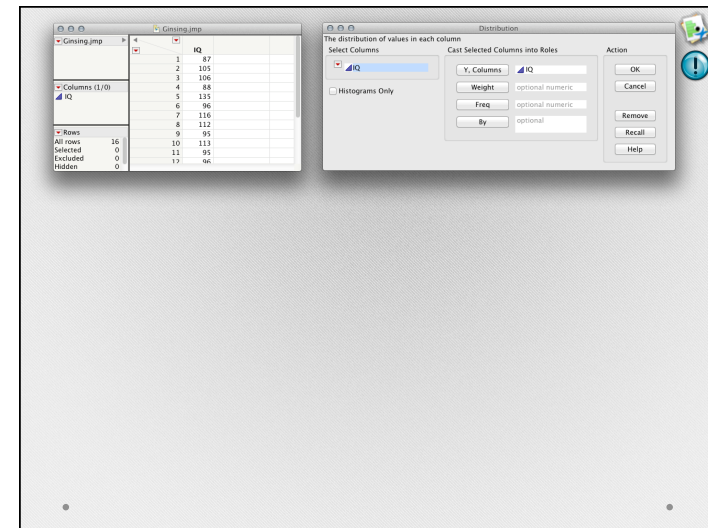 Ginsing.jmp
Ginsing.jmp
Columns (1/0)
IQ
Rows
All rows 16
Selected 0
Excluded 0
Hidden 0
IQ
1 87
2 105
3 106
4 88
5 135
6 96
7 116
8 112
9 95
10 113
11 95
12 96
Distribution
The distribution of values in each column
Select Columns
IQ
Histograms Only
Cast Selected Columns into Roles
Y, Columns IQ
Weight optional numeric
Freq optional numeric
By optional
Action
OK
Cancel
Remove
Recall
Help